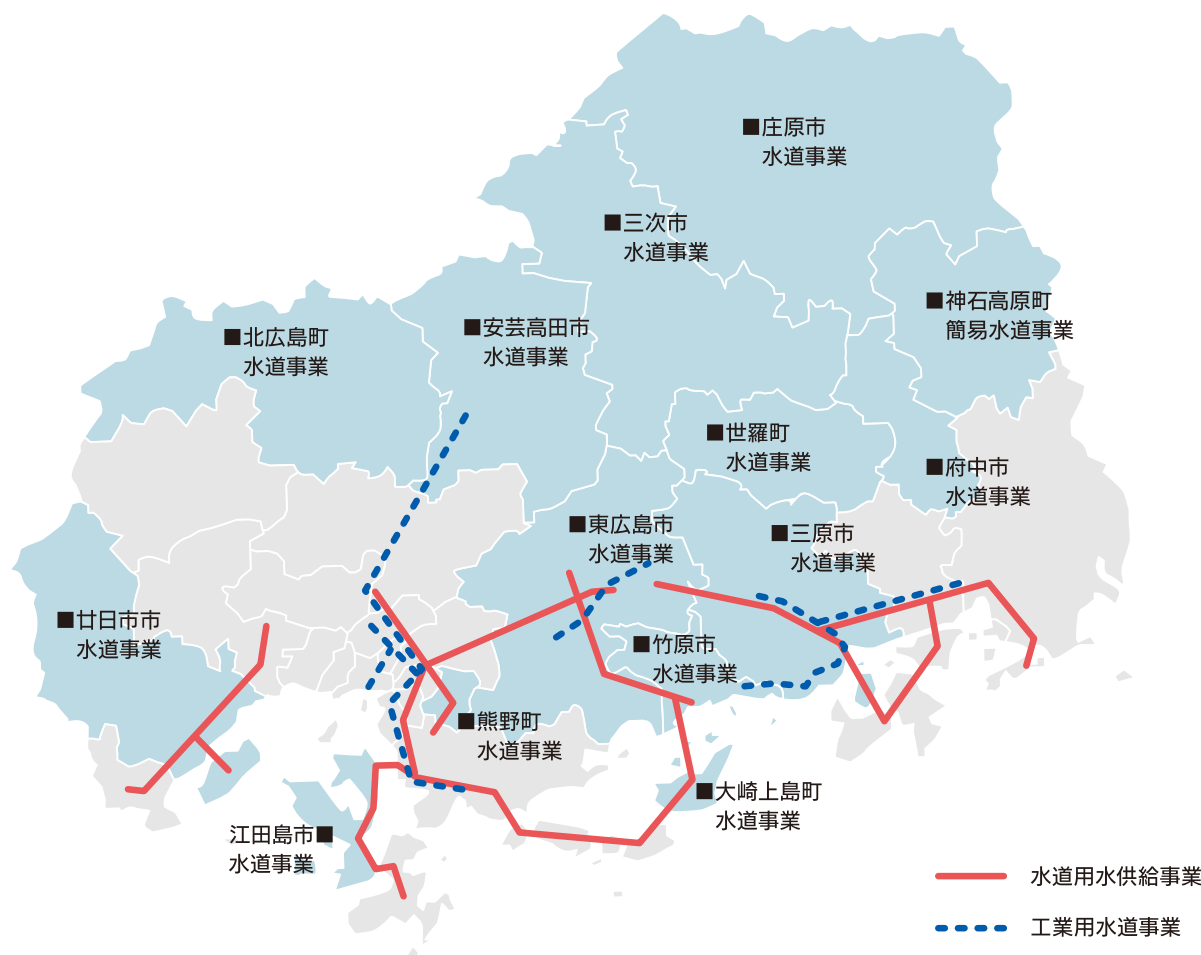 ■庄原市
水道事業
■三次市
水道事業
■神石高原町
簡易水道事業
■安芸高田市
水道事業
■北広島町
水道事業
■世羅町
水道事業
■府中市
水道事業
■東広島市
水道事業
■三原市
水道事業
■廿日市市
水道事業
■竹原市
水道事業
■熊野町
水道事業
■大崎上島町
水道事業
江田島市■
水道事業
水道用水供給事業
工業用水道事業